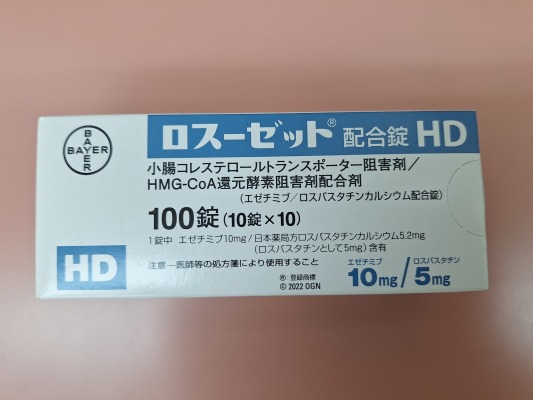 BAYER
BAYER
ロスーゼット® 配合錠 HD
小腸コレステロールトランスポーター阻害剤/
HMG-CoA還元酵素阻害剤配合剤
(エゼチミブ/ロスバスタチンカルシウム配合錠)
100錠 (10錠×10)
1錠中 エゼチミブ10mg/日本薬局方ロスバスタチンカルシウム5.2mg
(ロスバスタチンとして5mg) 含有
HD
注意―医師等の処方箋により使用すること
®:登録商標
© 2022 OGN
エゼチミブ ロスバスタチン
10mg/5mg